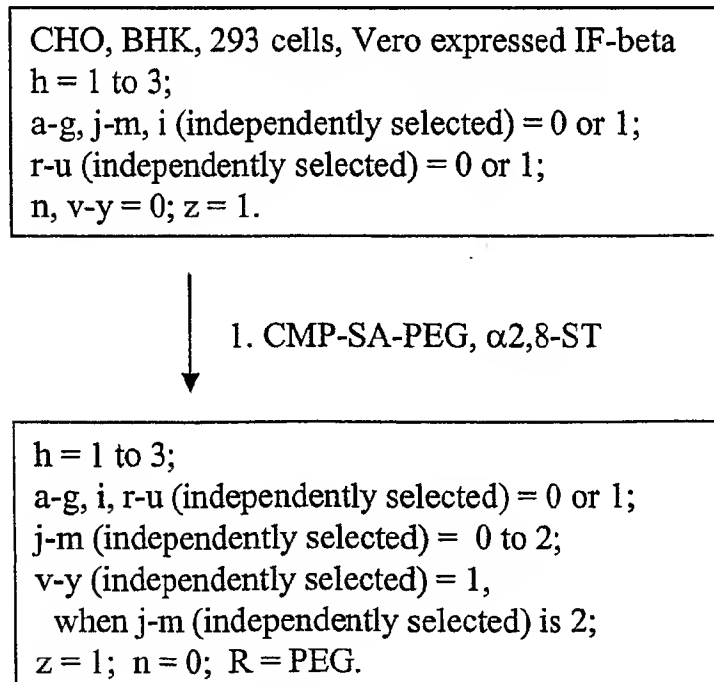 CHO, BHK, 293 cells, Vero expressed IF-beta
h = 1 to 3;
a-g, j-m, i (independently selected) = 0 or 1;
r-u (independently selected) = 0 or 1;
n, v-y = 0; z = 1.
1. CMP-SA-PEG, α2,8-ST
h = 1 to 3;
a-g, i, r-u (independently selected) = 0 or 1;
j-m (independently selected) = 0 to 2;
v-y (independently selected) = 1,
when j-m (independently selected) is 2;
z = 1; n = 0; R = PEG.